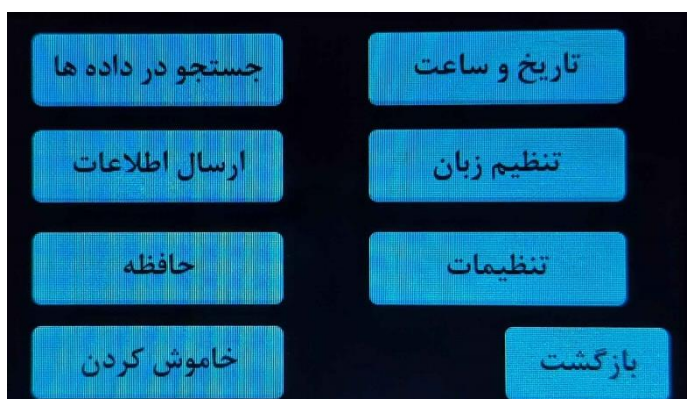 تاریخ و ساعت
جستجو در داده ها
تنظیم زبان
ارسال اطلاعات
تنظیمات
حافظه
بازگشت
خاموش کردن